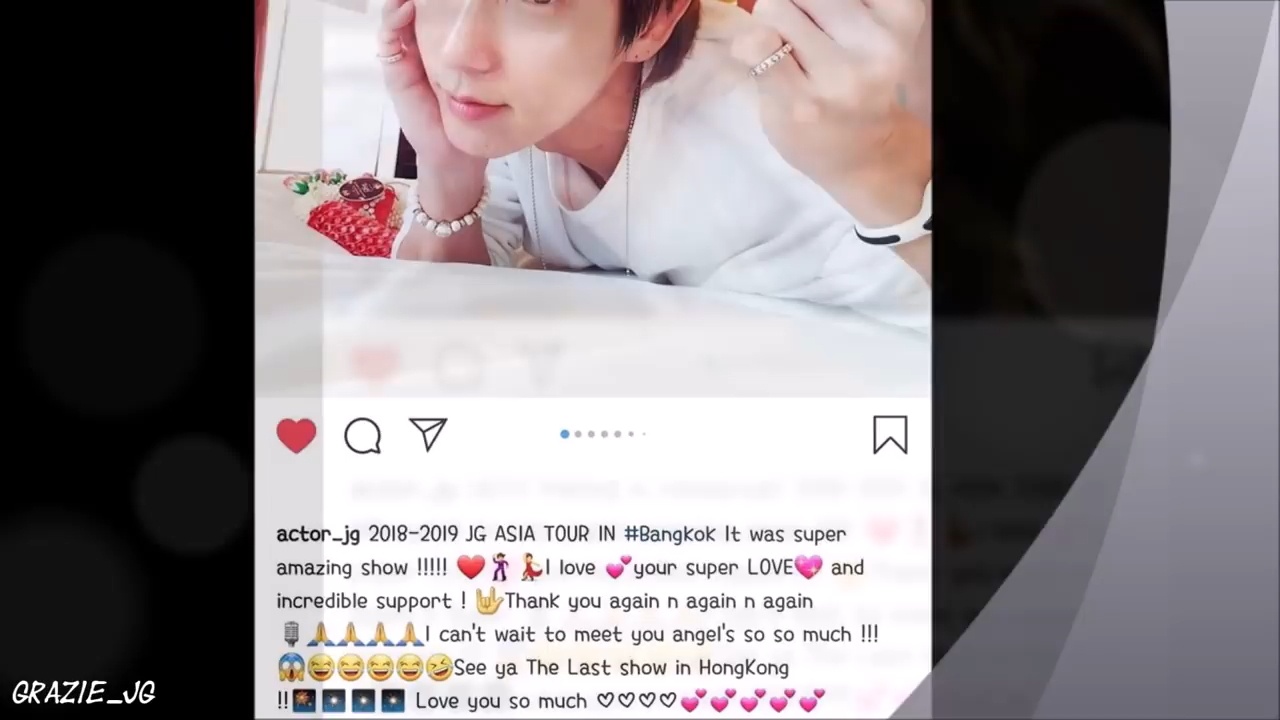 actor_jg 2018-2019 JG ASIA TOUR IN #Bangkok It was super
amazing show !!!!! ❤️🕺💃I love 💕your super LOVE💖 and
incredible support ! 🤟Thank you again n again n again
🎙🙏🙏🙏🙏I can't wait to meet you angel's so so much !!!
😱😆😆😆😆🤣See ya The Last show in HongKong
!!🎆🎇🎇🎇 Love you so much ♡♡♡♡💕💕💕💕💕
GRAZIE_JG